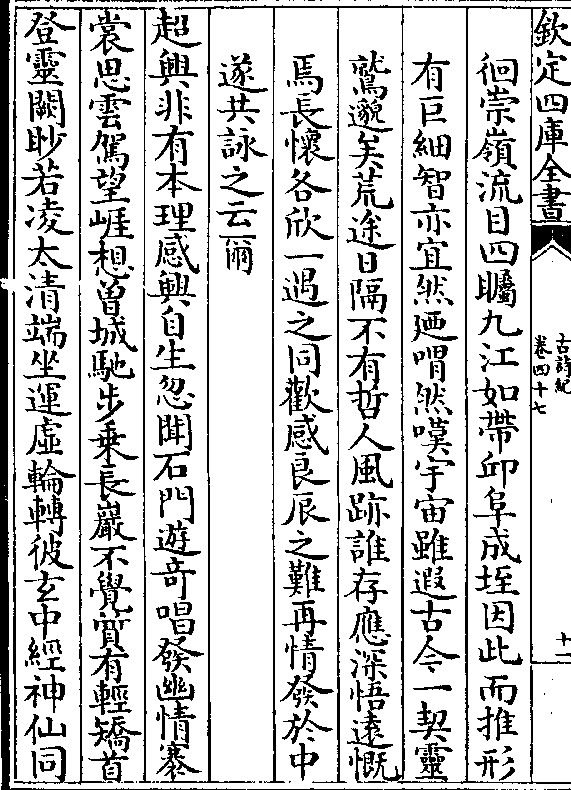 欽定四庫全書
古詩紀
卷四十七
十一
徊崇嶺流目四矚九江如帶邱阜成垤因此而推形
有巨細智亦宜然廼喟然嘆宇宙雖遐古今一契靈
鷲邈矣荒途日隔不有哲人風跡誰存應深悟遠慨
焉長懷各欣一遇之同歡感良辰之難再情發於中
遂共詠之云爾
超興非有本理感興自生忽聞石門遊奇唱發幽情褰
裳思雲駕望崕想曾城馳步乗長巖不覺質有輕矯首
登靈闕眇若凌太清端坐運虛輪轉彼玄中經神仙同